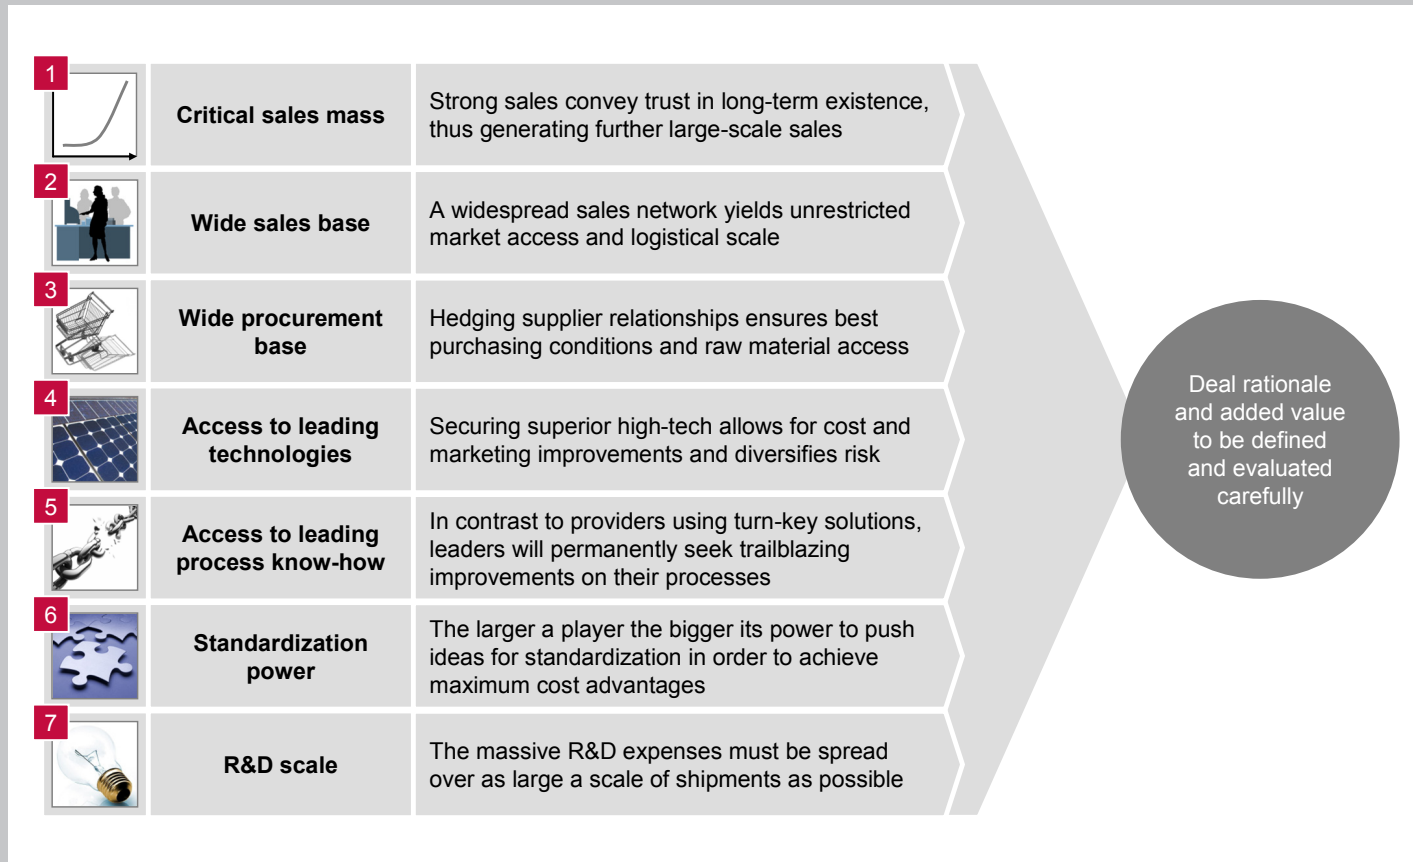 1
Critical sales mass
Strong sales convey trust in long-term existence,
thus generating further large-scale sales
2
Wide sales base
A widespread sales network yields unrestricted
market access and logistical scale
3
Wide procurement
base
Hedging supplier relationships ensures best
purchasing conditions and raw material access
4
Access to leading
technologies
Securing superior high-tech allows for cost and
marketing improvements and diversifies risk
5
Access to leading
process know-how
In contrast to providers using turn-key solutions,
leaders will permanently seek trailblazing
improvements on their processes
6
Standardization
power
The larger a player the bigger its power to push
ideas for standardization in order to achieve
maximum cost advantages
7
R&D scale
The massive R&D expenses must be spread
over as large a scale of shipments as possible
Deal rationale
and added value
to be defined
and evaluated
carefully